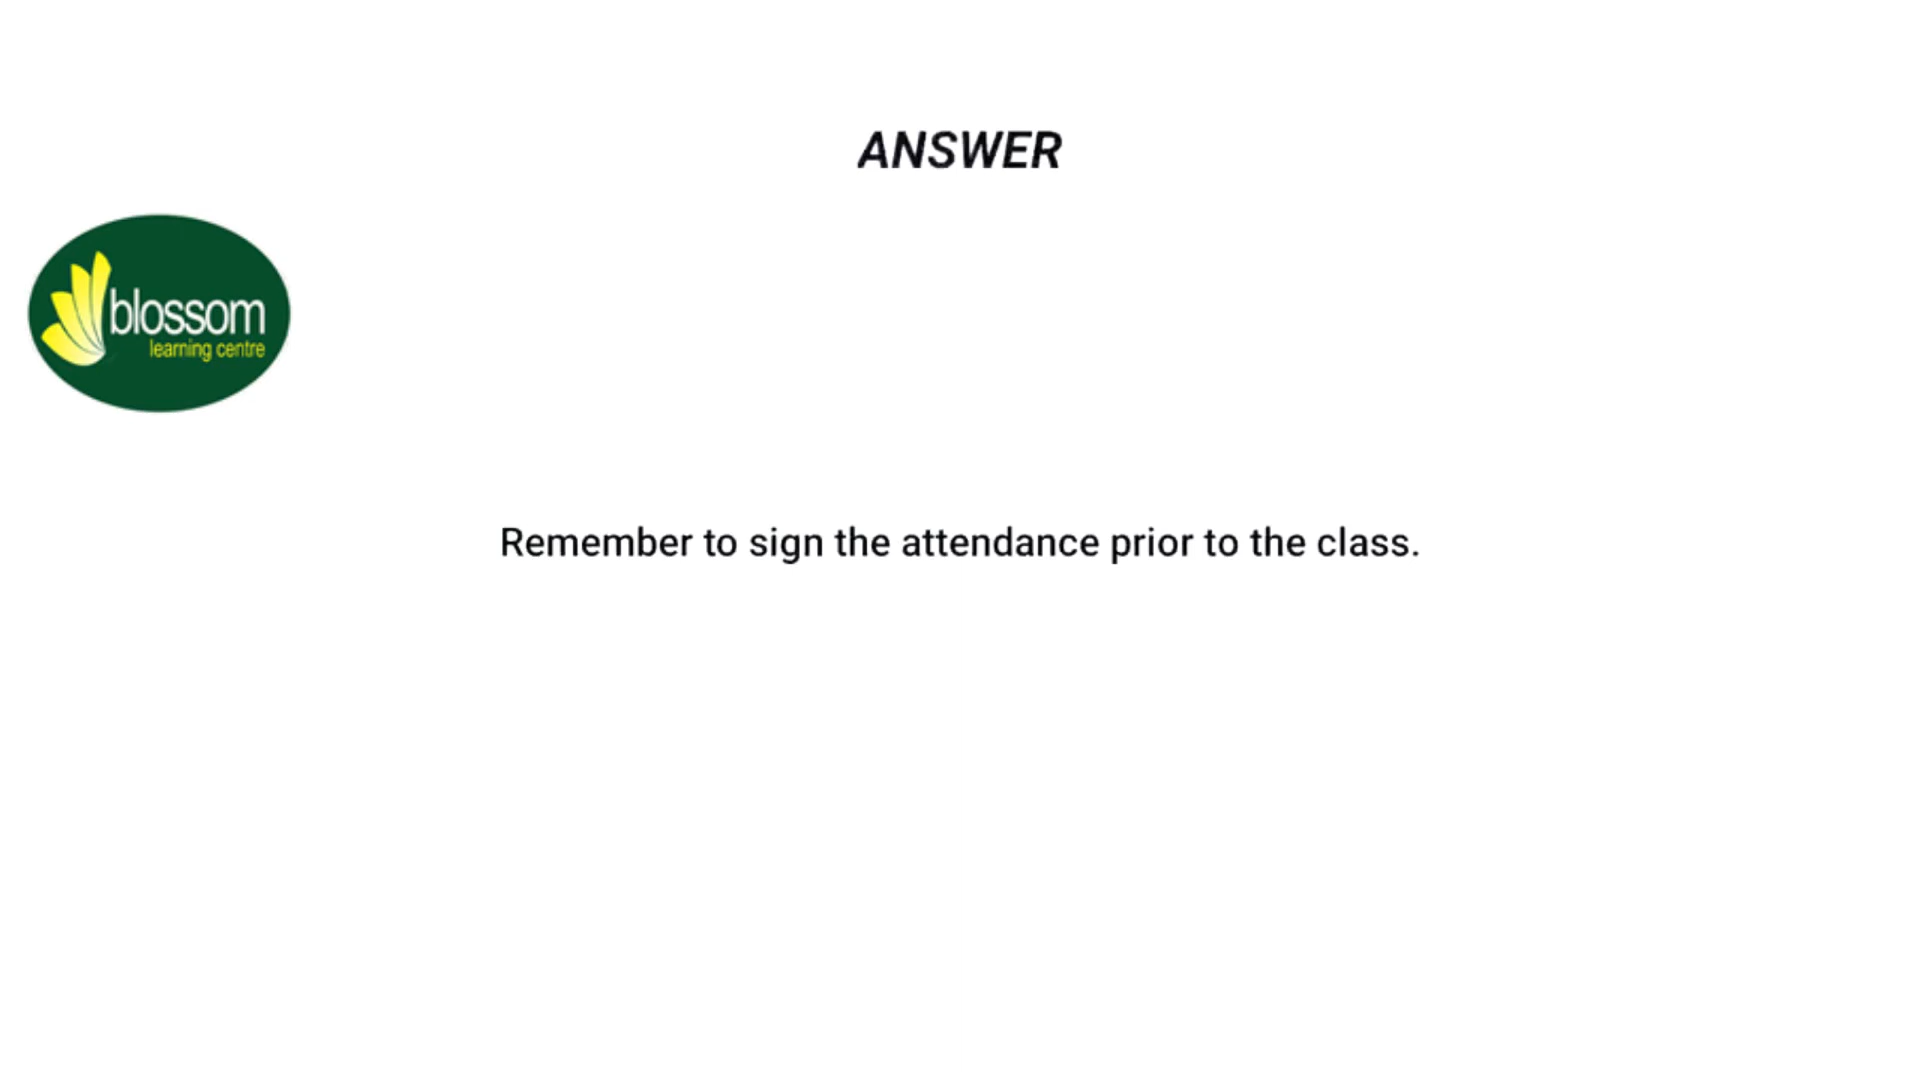 ANSWER
blossom
learning centre
Remember to sign the attendance prior to the class.